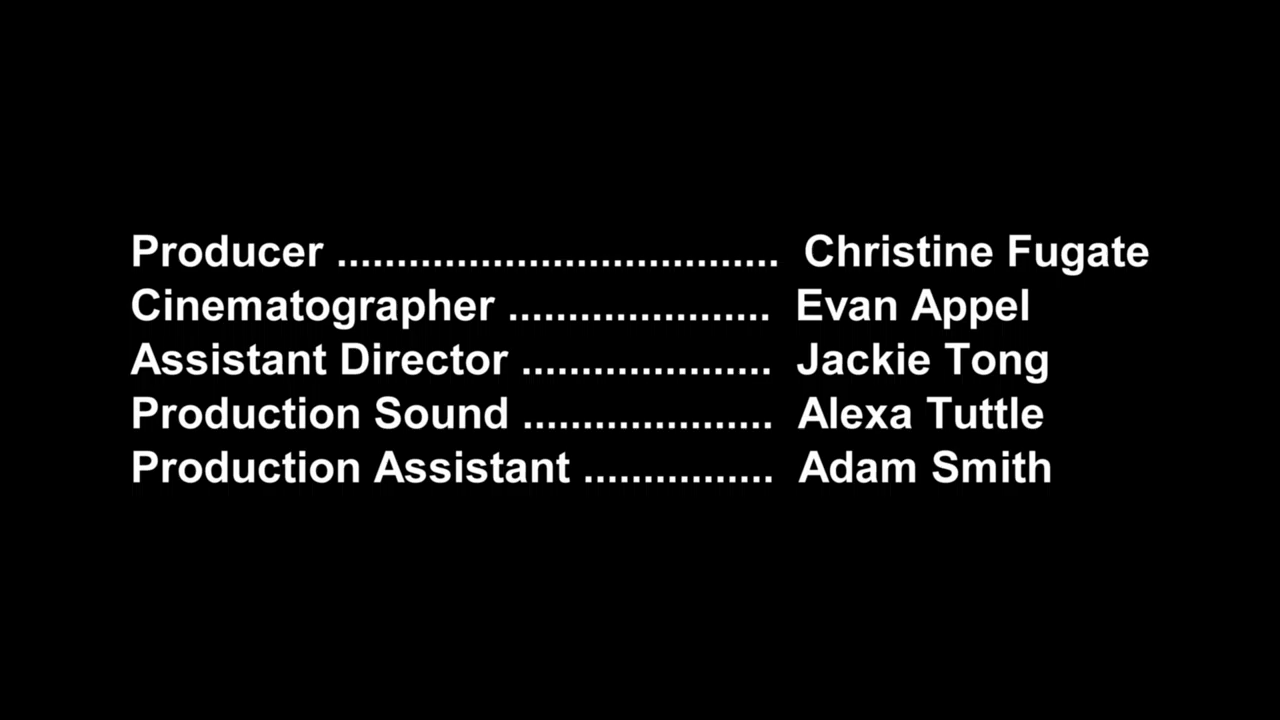 Producer ..................................... Christine Fugate
Cinematographer ...................... Evan Appel
Assistant Director ..................... Jackie Tong
Production Sound ..................... Alexa Tuttle
Production Assistant ................ Adam Smith